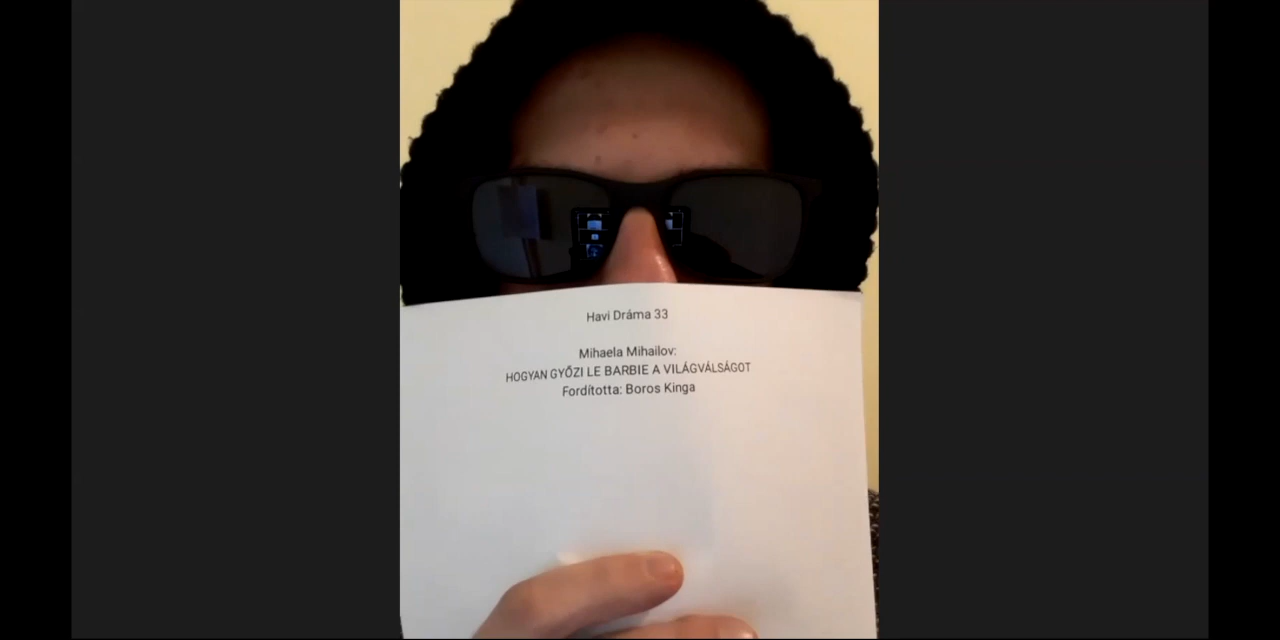 Havi Dráma 33
Mihaela Mihailov:
HOGYAN GYŐZI LE BARBIE A VILÁGVÁLSÁGOT
Fordította: Boros Kinga